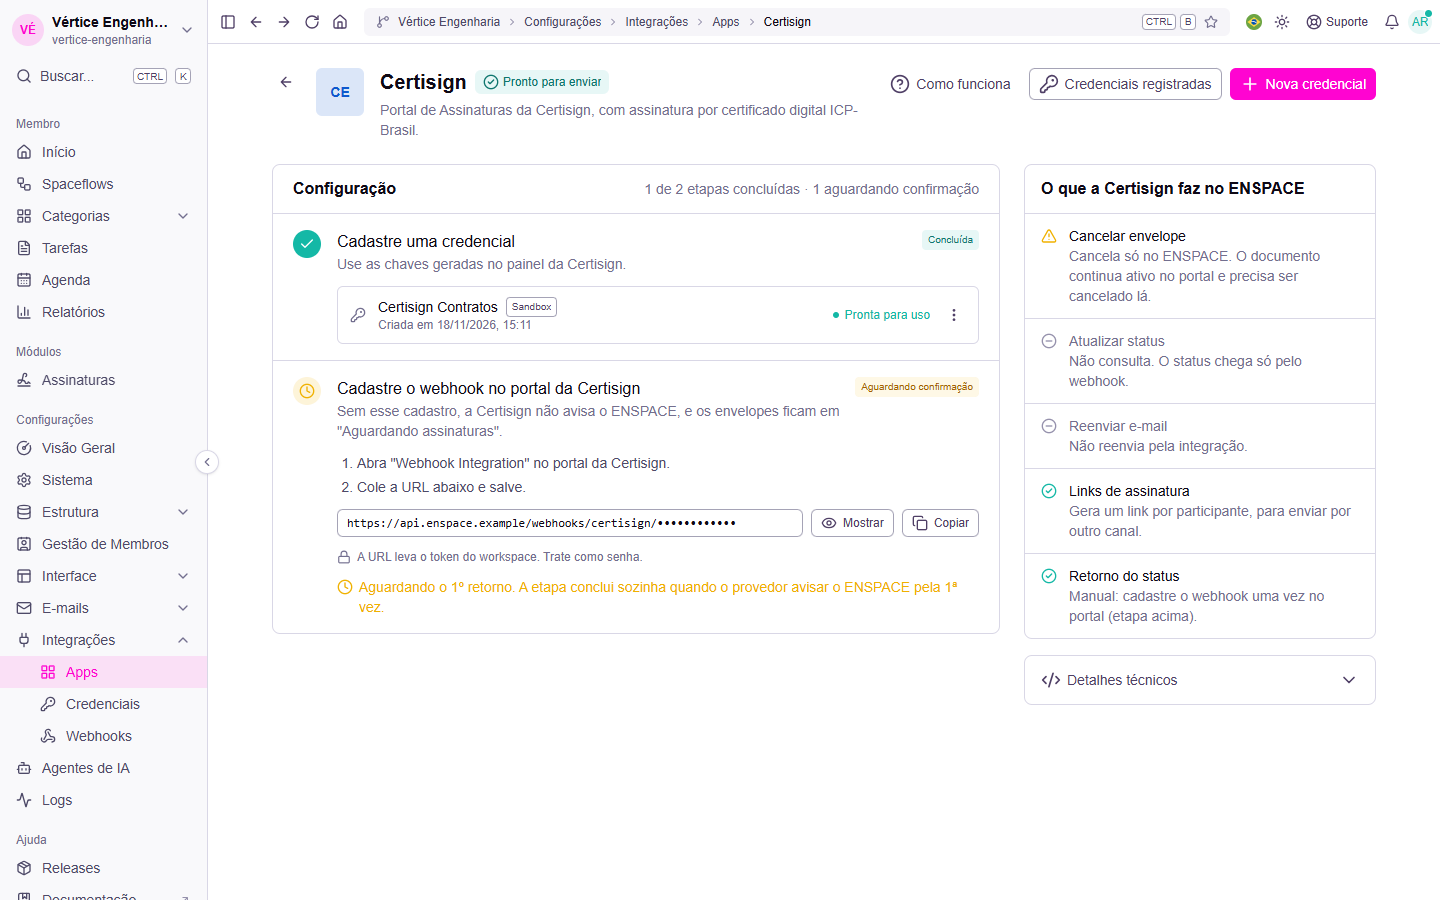 VÉ
Vértice Engenh...
vertice-engenharia
Buscar...
CTRL K
Membro
Início
Spaceflows
Categorias
Tarefas
Agenda
Relatórios
Módulos
Assinaturas
Configurações
Visão Geral
Sistema
Estrutura
Gestão de Membros
Interface
E-mails
Integrações
Apps
Credenciais
Webhooks
Agentes de IA
Logs
Ajuda
Releases
Documentação
Vértice Engenharia > Configurações > Integrações > Apps > Certisign
CTRL B
Suporte
AR
CE
Certisign
Pronto para enviar
Portal de Assinaturas da Certisign, com assinatura por certificado digital ICP-
Brasil.
Como funciona
Credenciais registradas
Nova credencial
Configuração
1 de 2 etapas concluídas · 1 aguardando confirmação
Cadastre uma credencial
Concluída
Use as chaves geradas no painel da Certisign.
Certisign Contratos
Sandbox
Criada em 18/11/2026, 15:11
Pronta para uso
Cadastre o webhook no portal da Certisign
Aguardando confirmação
Sem esse cadastro, a Certisign não avisa o ENSPACE, e os envelopes ficam em
"Aguardando assinaturas".
1. Abra "Webhook Integration" no portal da Certisign.
2. Cole a URL abaixo e salve.
https://api.enspace.example/webhooks/certisign/••••••••••••
Mostrar
Copiar
A URL leva o token do workspace. Trate como senha.
Aguardando o 1º retorno. A etapa conclui sozinha quando o provedor avisar o ENSPACE pela 1ª
vez.
O que a Certisign faz no ENSPACE
Cancelar envelope
Cancela só no ENSPACE. O documento
continua ativo no portal e precisa ser
cancelado lá.
Atualizar status
Não consulta. O status chega só pelo
webhook.
Reenviar e-mail
Não reenvia pela integração.
Links de assinatura
Gera um link por participante, para enviar por
outro canal.
Retorno do status
Manual: cadastre o webhook uma vez no
portal (etapa acima).
Detalhes técnicos